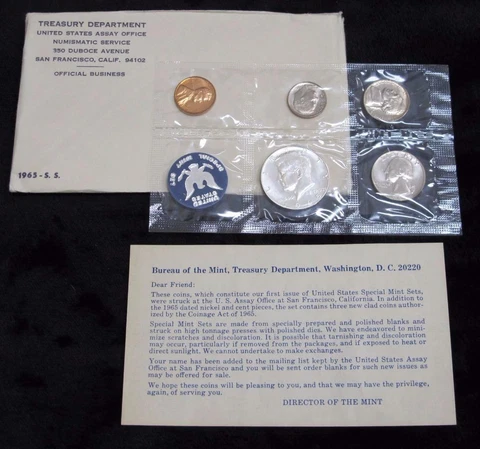 TREASURY DEPARTMENT
UNITED STATES ASSAY OFFICE
NUMISMATIC SERVICE
350 DUBOCE AVENUE
SAN FRANCISCO, CALIF. 94102
OFFICIAL BUSINESS
1965 - S. S.
UNITED STATES
SPECIAL MINT SET
Bureau of the Mint, Treasury Department, Washington, D. C. 20220
Dear Friend:
These coins, which constitute our first issue of United States Special Mint Sets,
were struck at the U. S. Assay Office at San Francisco, California. In addition to
the 1965 dated nickel and cent pieces, the set contains three new clad coins author-
ized by the Coinage Act of 1965.
Special Mint Sets are made from specially prepared and polished blanks and
struck on high tonnage presses with polished dies. We have endeavored to mini-
mize scratches and discoloration. It is possible that tarnishing and discoloration
may occur, particularly if removed from the packages, and if exposed to heat or
direct sunlight. We cannot undertake to make exchanges.
Your name has been added to the mailing list kept by the United States Assay
Office at San Francisco and you will be sent order blanks for such new issues as
may be offered for sale.
We hope these coins will be pleasing to you, and that we may have the privilege,
again, of serving you.
DIRECTOR OF THE MINT